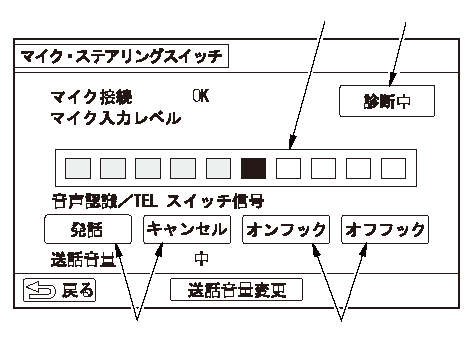 マイク・ステアリングスイッチ
マイク接続 OK
診断中
マイク入力レベル
音声認識/TEL スイッチ信号
発話 キャンセル オンフック オフフック
送話音量 中
戻る 送話音量変更